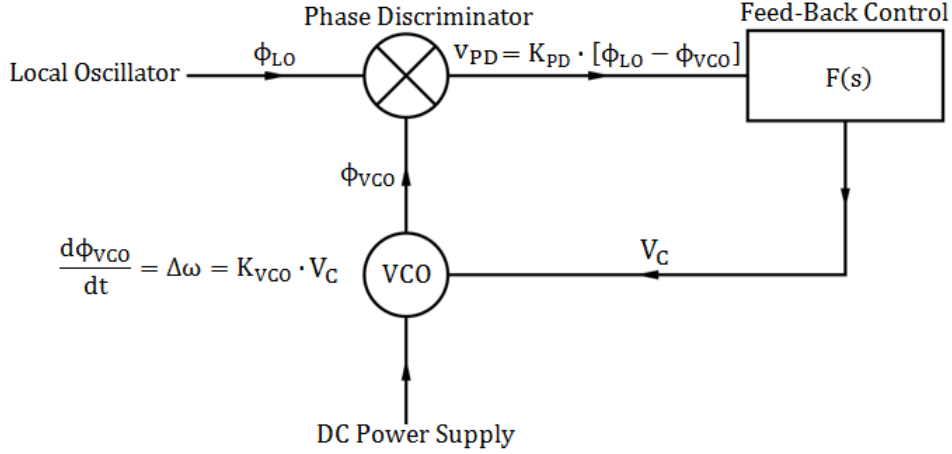 Phase Discriminator
Feed-Back Control
Local Oscillator
ϕLO
vPD = KPD · [ϕLO − ϕVCO]
F(s)
ϕVCO
dϕVCO/dt = Δω = KVCO · VC
VCO
VC
DC Power Supply